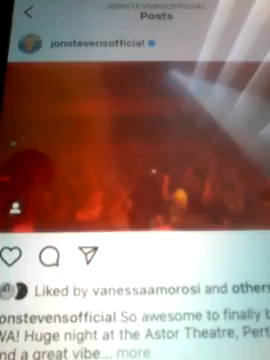 JONSTEVENSOFFICIAL
Posts
jonstevensofficial
Liked by vanessaamorosi and others
onstevensofficial So awesome to finally b
WA! Huge night at the Astor Theatre, Pert
nd a great vibe... more